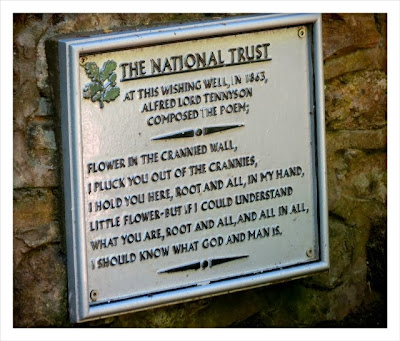 THE NATIONAL TRUST
AT THIS WISHING WELL, IN 1863,
ALFRED LORD TENNYSON
COMPOSED THE POEM;
FLOWER IN THE CRANNIED WALL,
I PLUCK YOU OUT OF THE CRANNIES,
I HOLD YOU HERE, ROOT AND ALL, IN MY HAND,
LITTLE FLOWER-BUT IF I COULD UNDERSTAND
WHAT YOU ARE, ROOT AND ALL, AND ALL IN ALL,
I SHOULD KNOW WHAT GOD AND MAN IS.